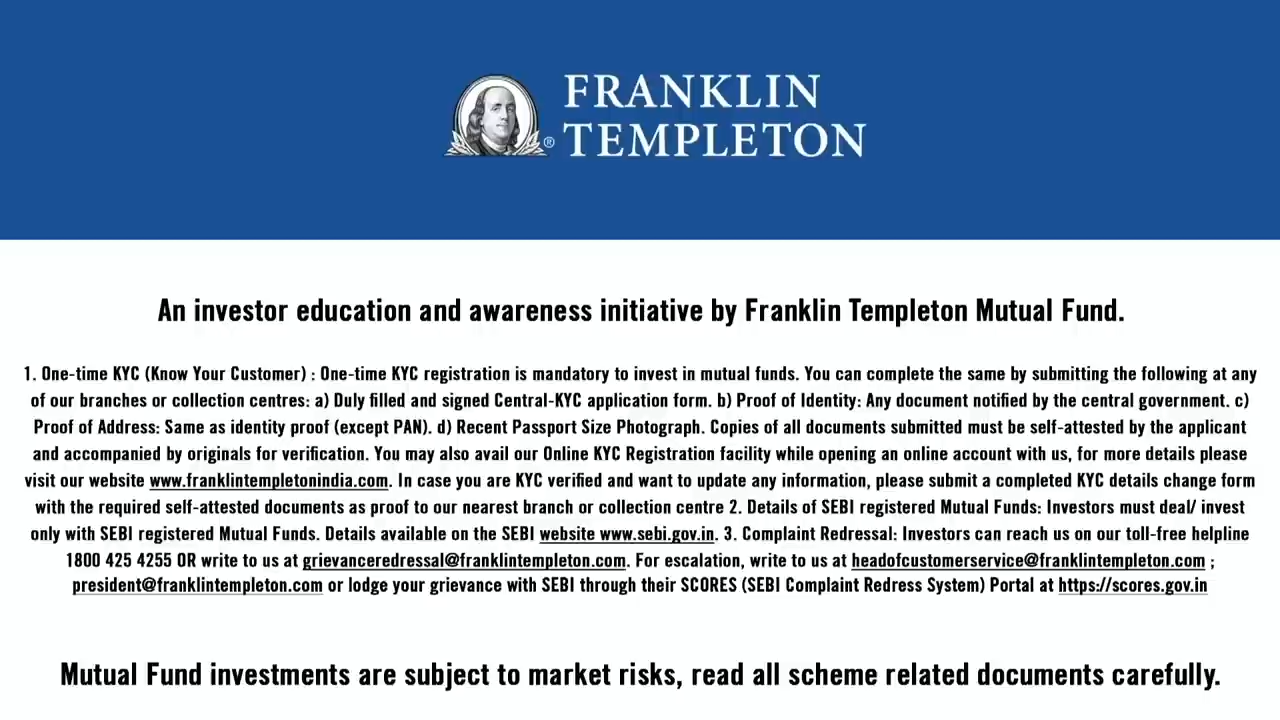 FRANKLIN
TEMPLETON
®
An investor education and awareness initiative by Franklin Templeton Mutual Fund.
1. One-time KYC (Know Your Customer) : One-time KYC registration is mandatory to invest in mutual funds. You can complete the same by submitting the following at any
of our branches or collection centres: a) Duly filled and signed Central-KYC application form. b) Proof of Identity: Any document notified by the central government. c)
Proof of Address: Same as identity proof (except PAN). d) Recent Passport Size Photograph. Copies of all documents submitted must be self-attested by the applicant
and accompanied by originals for verification. You may also avail our Online KYC Registration facility while opening an online account with us, for more details please
visit our website www.franklintempletonindia.com. In case you are KYC verified and want to update any information, please submit a completed KYC details change form
with the required self-attested documents as proof to our nearest branch or collection centre 2. Details of SEBI registered Mutual Funds: Investors must deal/ invest
only with SEBI registered Mutual Funds. Details available on the SEBI website www.sebi.gov.in. 3. Complaint Redressal: Investors can reach us on our toll-free helpline
1800 425 4255 OR write to us at grievanceredressal@franklintempleton.com. For escalation, write to us at headofcustomerservice@franklintempleton.com ;
president@franklintempleton.com or lodge your grievance with SEBI through their SCORES (SEBI Complaint Redress System) Portal at https://scores.gov.in
Mutual Fund investments are subject to market risks, read all scheme related documents carefully.